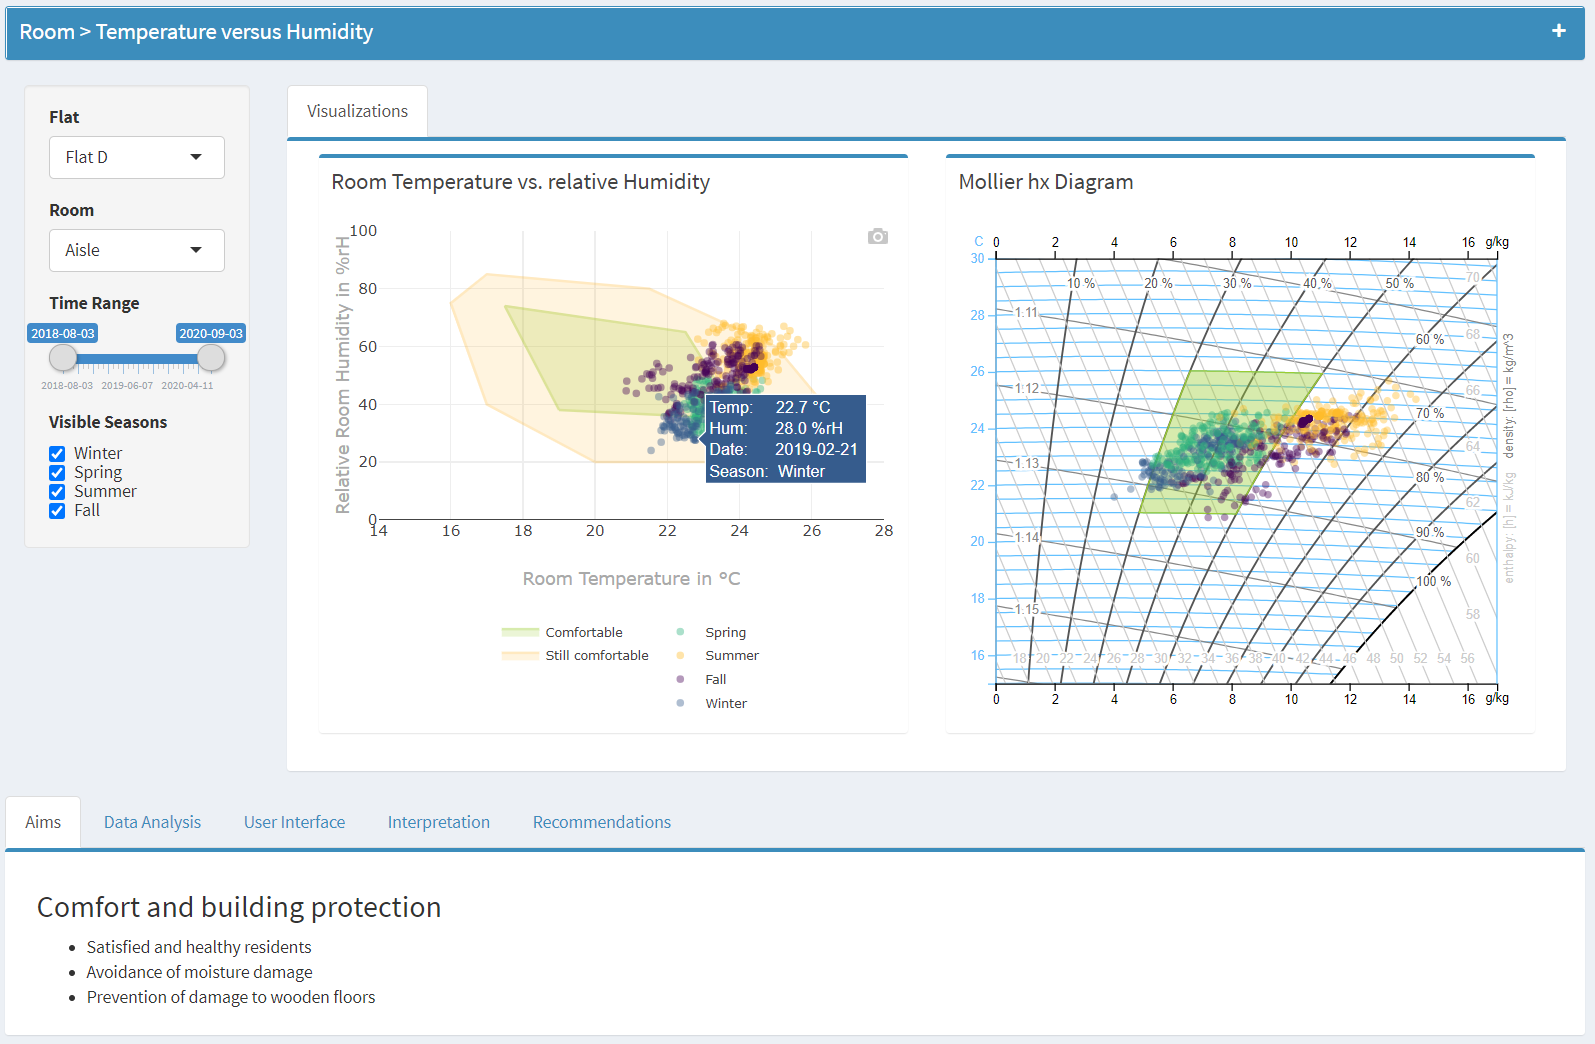 Room > Temperature versus Humidity
+
Flat
Flat D
Room
Aisle
Time Range
2018-08-03 2020-09-03
2018-08-03 2019-06-07 2020-04-11
Visible Seasons
Winter
Spring
Summer
Fall
Visualizations
Room Temperature vs. relative Humidity
Relative Room Humidity in %rH
100
80
60
40
20
0
14 16 18 20 22 24 26 28
Room Temperature in °C
Temp: 22.7 °C
Hum: 28.0 %rH
Date: 2019-02-21
Season: Winter
Comfortable
Still comfortable
Spring
Summer
Fall
Winter
Mollier hx Diagram
C 0 2 4 6 8 10 12 14 16 g/kg
30
28
26
24
22
20
18
16
10 % 20 % 30 % 40 % 50 %
60 %
70 %
80 %
90 %
100 %
1.11
1.12
1.13
1.14
1.15
70
68
66
64
62
60
58
18 20 22 24 26 28 30 32 34 36 38 40 42 44 46 48 50 52 54 56
0 2 4 6 8 10 12 14 16 g/kg
enthalpy: [h] = kJ/kg density: [rho] = kg/m^3
Aims Data Analysis User Interface Interpretation Recommendations
Comfort and building protection
• Satisfied and healthy residents
• Avoidance of moisture damage
• Prevention of damage to wooden floors